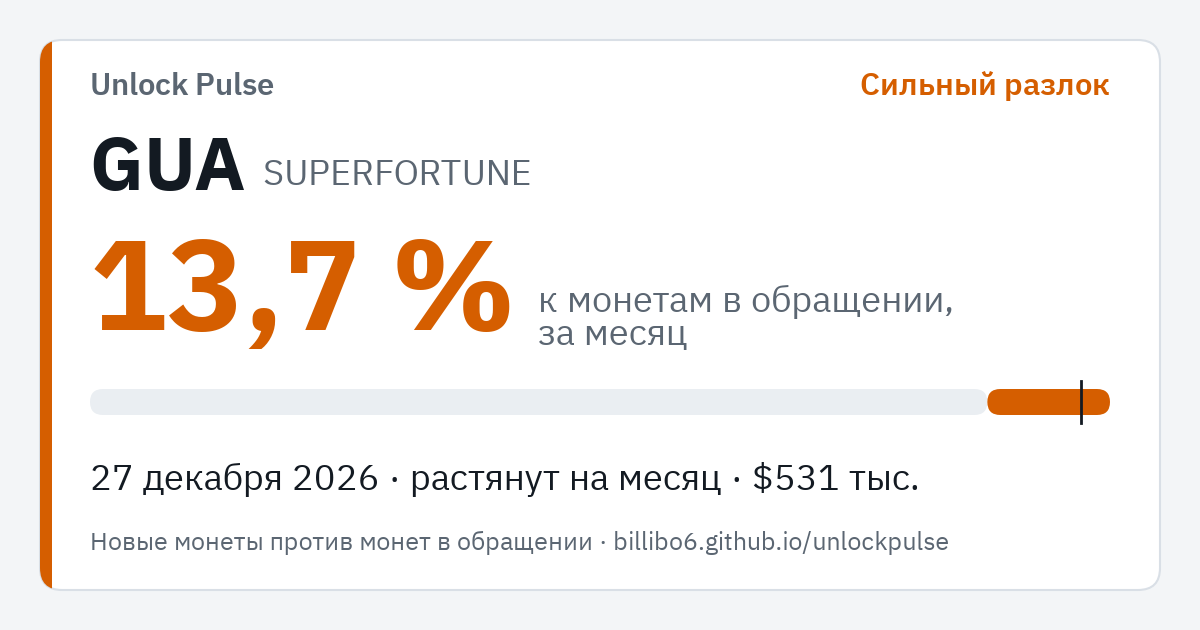 Unlock Pulse
Сильный разлок
GUA SUPERFORTUNE
13,7 % к монетам в обращении,
за месяц
27 декабря 2026 · растянут на месяц · $531 тыс.
Новые монеты против монет в обращении · billibo6.github.io/unlockpulse